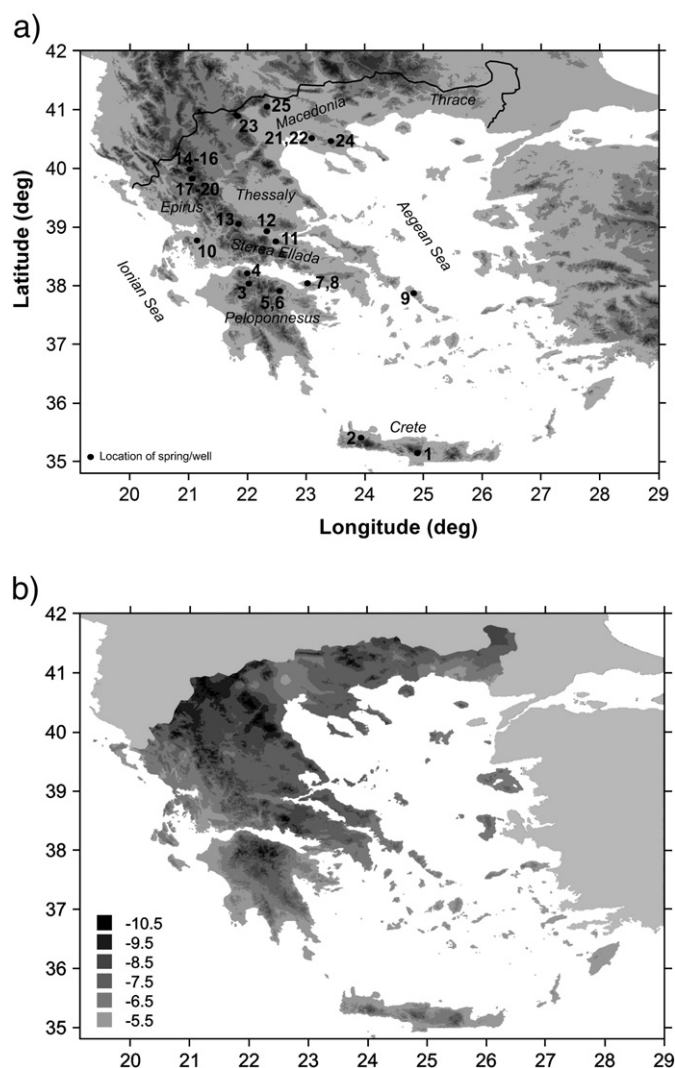 a)
42
41
40
39
38
37
36
35
Latitude (deg)
Thrace
Macedonia
25
23
21,22
24
14-16
17-20
Epirus
Thessaly
13
12
11
Sterea Ellada
10
Aegean Sea
Ionian Sea
4
3
7,8
5,6
Peloponnesus
9
Crete
2
1
Location of spring/well
20 21 22 23 24 25 26 27 28 29
Longitude (deg)
b)
42
41
40
39
38
37
36
35
-10.5
-9.5
-8.5
-7.5
-6.5
-5.5
20 21 22 23 24 25 26 27 28 29